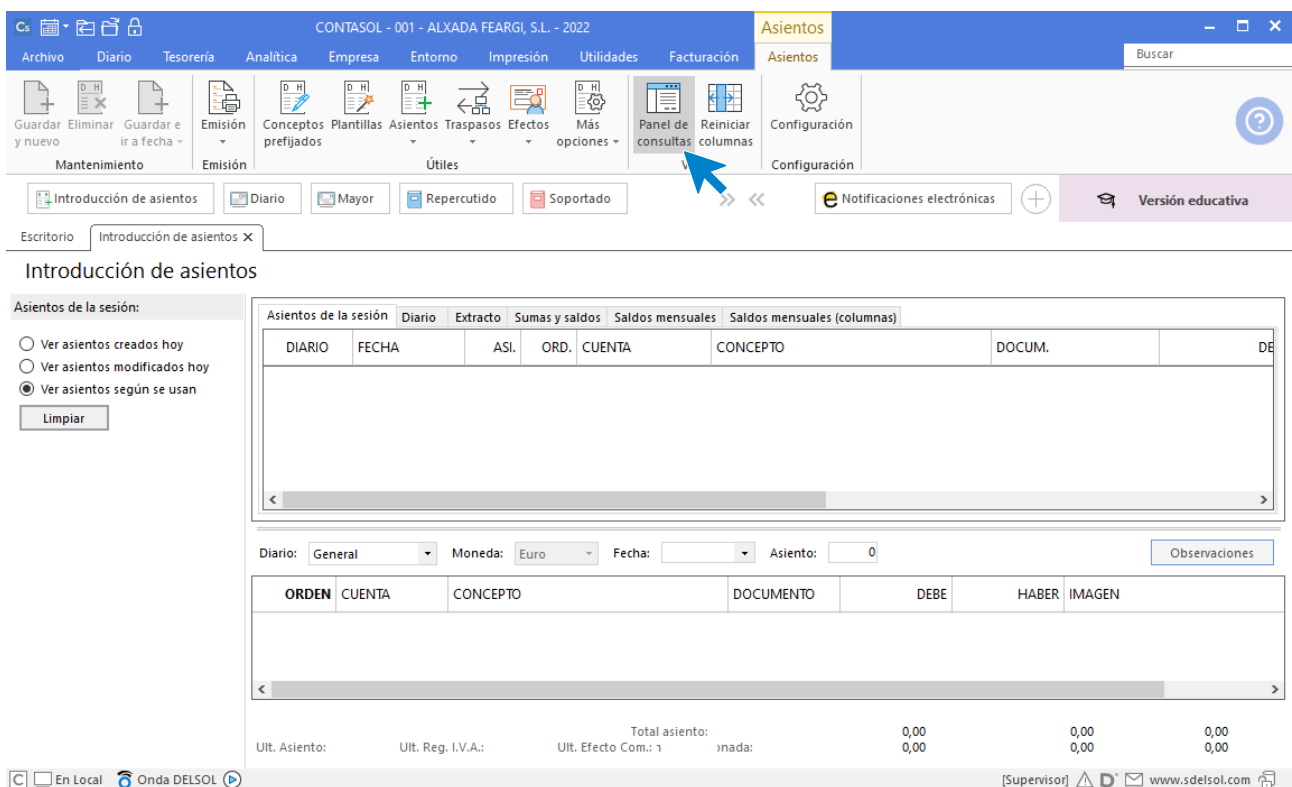 Cs CONTASOL - 001 - ALXADA FEARGI, S.L. - 2022 Asientos
Archivo Diario Tesorería Analítica Empresa Entorno Impresión Utilidades Facturación Asientos Buscar
D H D H D H D H D H
Guardar y nuevo Eliminar Guardar e ir a fecha Emisión Conceptos prefijados Plantillas Asientos Traspasos Efectos Más opciones Panel de consultas Reiniciar columnas Configuración ?
Mantenimiento Emisión Útiles V Configuración
Introducción de asientos Diario Mayor Repercutido Soportado Notificaciones electrónicas Versión educativa
Escritorio Introducción de asientos X
Introducción de asientos
Asientos de la sesión:
Ver asientos creados hoy
Ver asientos modificados hoy
Ver asientos según se usan
Limpiar
Asientos de la sesión Diario Extracto Sumas y saldos Saldos mensuales Saldos mensuales (columnas)
DIARIO FECHA ASI. ORD. CUENTA CONCEPTO DOCUM. DE
Diario: General Moneda: Euro Fecha: Asiento: 0 Observaciones
ORDEN CUENTA CONCEPTO DOCUMENTO DEBE HABER IMAGEN
Total asiento: 0,00 0,00 0,00
Ult. Asiento: Ult. Reg. I.V.A.: Ult. Efecto Com.: onada: 0,00 0,00 0,00
C En Local Onda DELSOL [Supervisor] D www.sdelsol.com